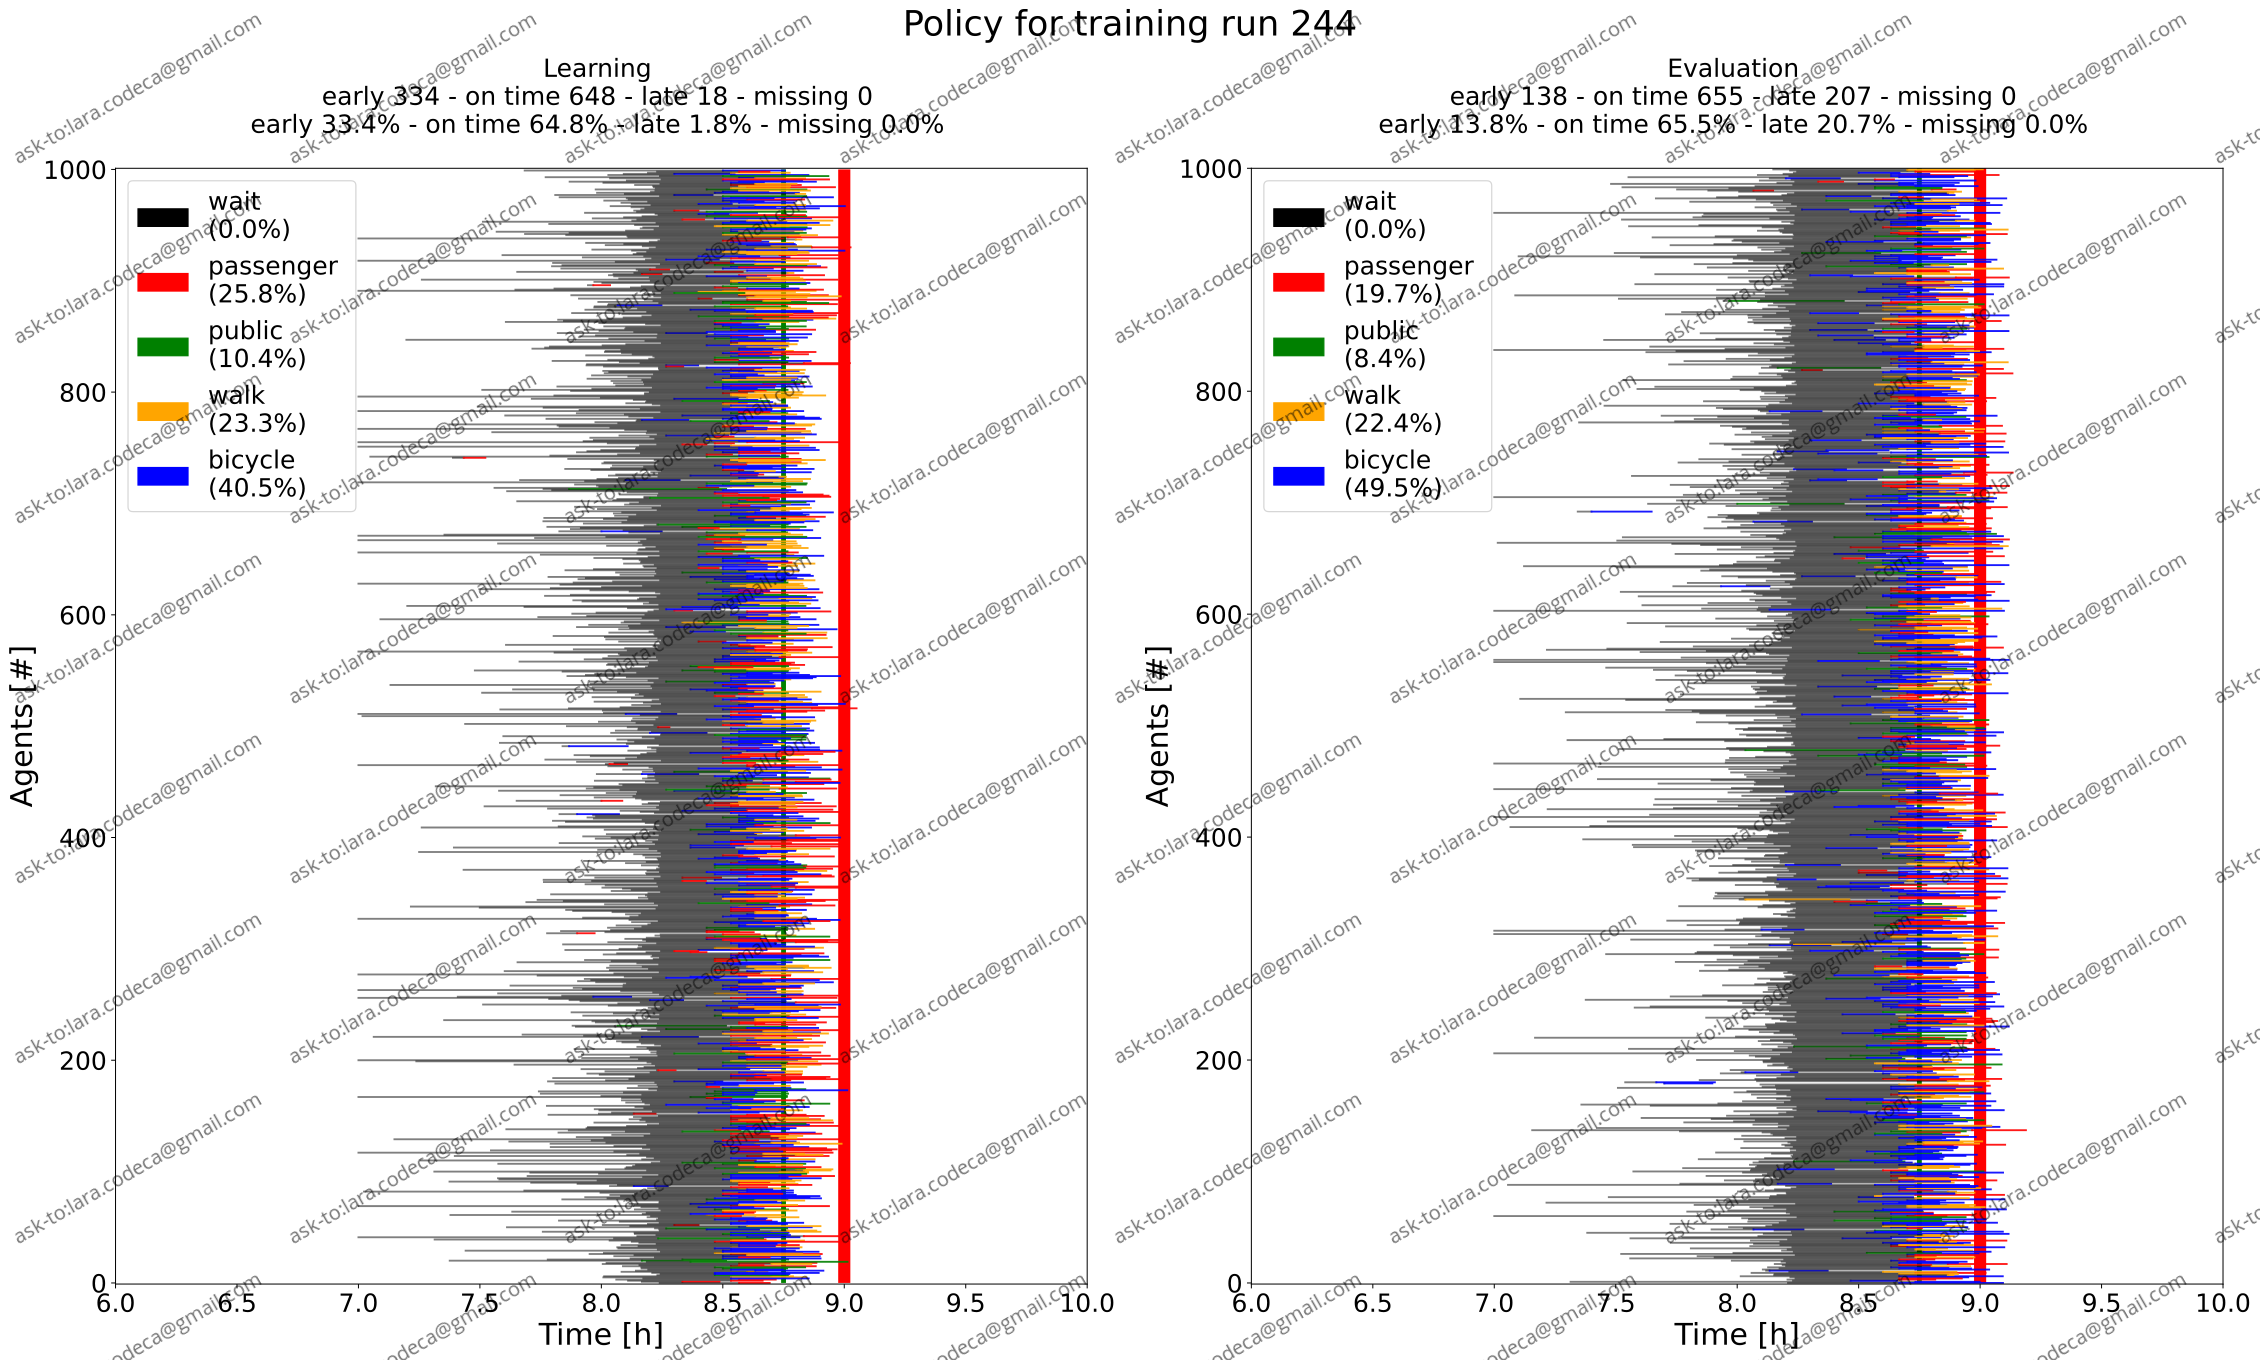 Policy for training run 244
Learning
early 334 - on time 648 - late 18 - missing 0
early 33.4% - on time 64.8% - late 1.8% - missing 0.0%
Evaluation
early 138 - on time 655 - late 207 - missing 0
early 13.8% - on time 65.5% - late 20.7% - missing 0.0%
wait
(0.0%)
passenger
(25.8%)
public
(10.4%)
walk
(23.3%)
bicycle
(40.5%)
Agents [#]
1000
800
600
400
200
0
6.0 6.5 7.0 7.5 8.0 8.5 9.0 9.5 10.0
Time [h]
wait
(0.0%)
passenger
(19.7%)
public
(8.4%)
walk
(22.4%)
bicycle
(49.5%)
Agents [#]
1000
800
600
400
200
0
6.0 6.5 7.0 7.5 8.0 8.5 9.0 9.5 10.0
Time [h]
ask-to:lara.codeca@gmail.com